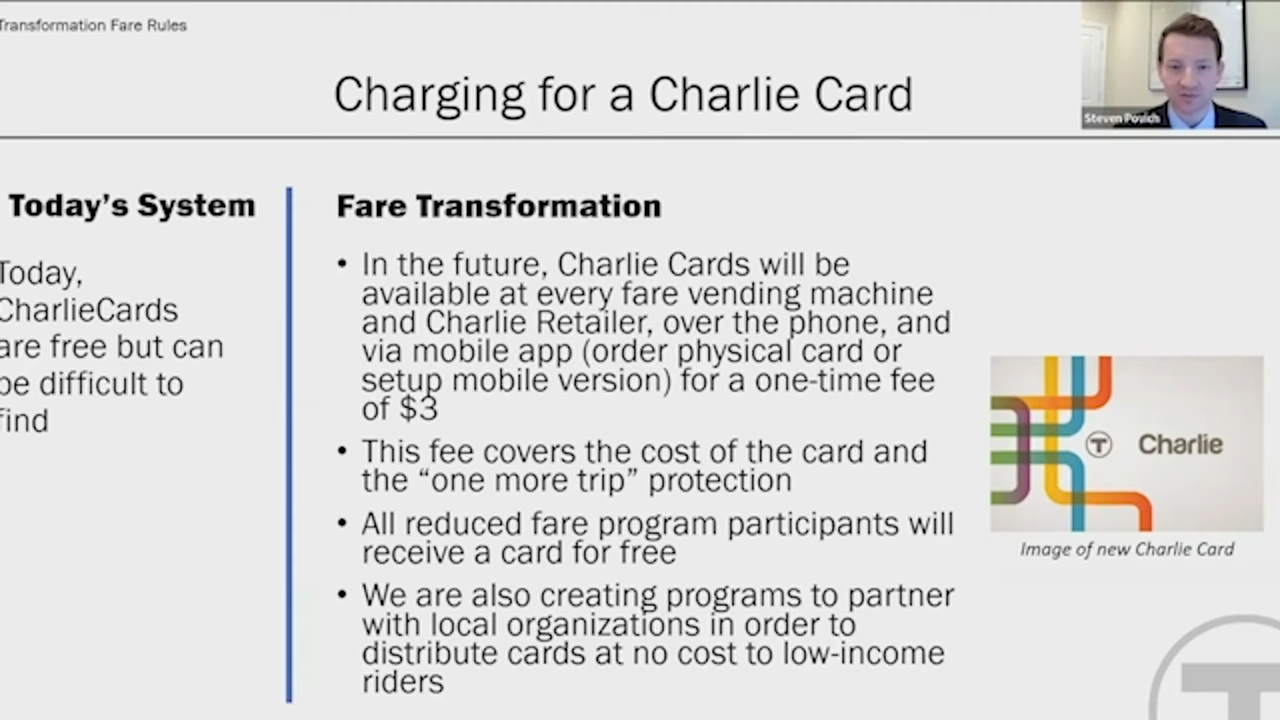 Transformation Fare Rules
Charging for a Charlie Card
Steven Povich
Today's System
Today,
CharlieCards
are free but can
be difficult to
find
Fare Transformation
• In the future, Charlie Cards will be
available at every fare vending machine
and Charlie Retailer, over the phone, and
via mobile app (order physical card or
setup mobile version) for a one-time fee
of $3
• This fee covers the cost of the card and
the “one more trip” protection
• All reduced fare program participants will
receive a card for free
• We are also creating programs to partner
with local organizations in order to
distribute cards at no cost to low-income
riders
T Charlie
Image of new Charlie Card
T